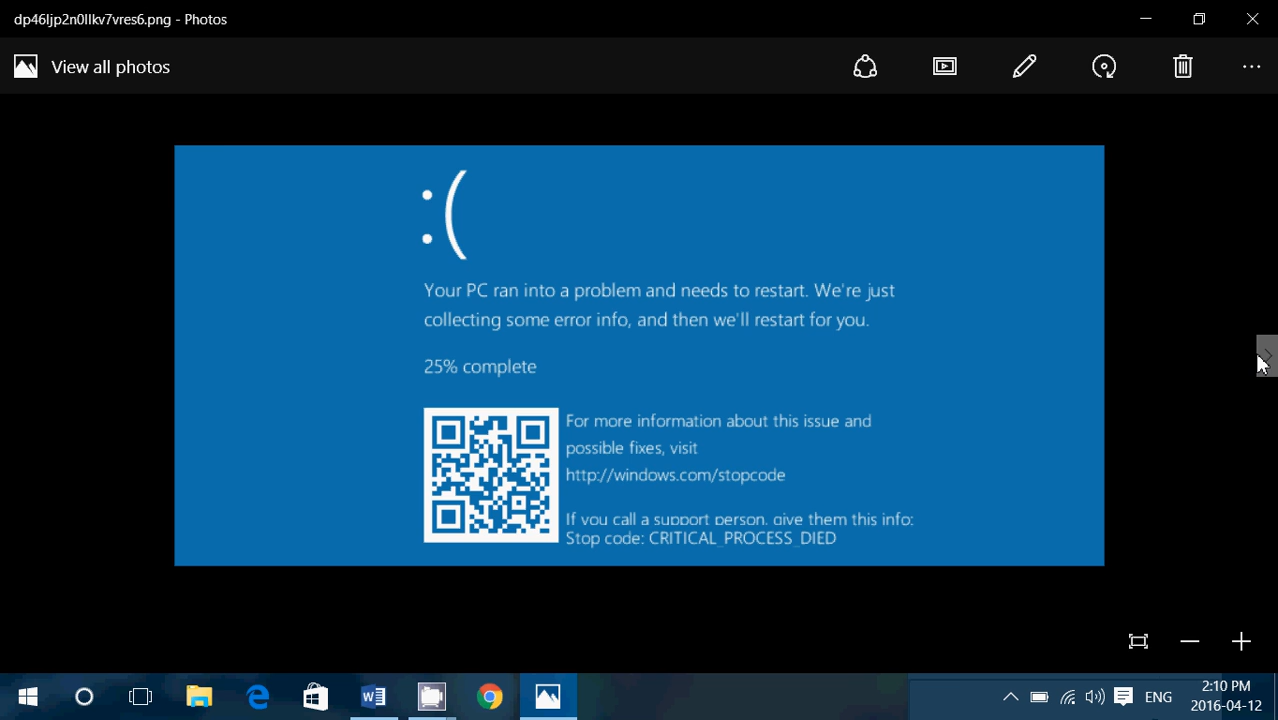 dp46ljp2n0llkv7vres6.png - Photos
View all photos
:(
Your PC ran into a problem and needs to restart. We're just
collecting some error info, and then we'll restart for you.
25% complete
For more information about this issue and
possible fixes, visit
http://windows.com/stopcode
If you call a support person, give them this info:
Stop code: CRITICAL_PROCESS_DIED
ENG
2:10 PM
2016-04-12